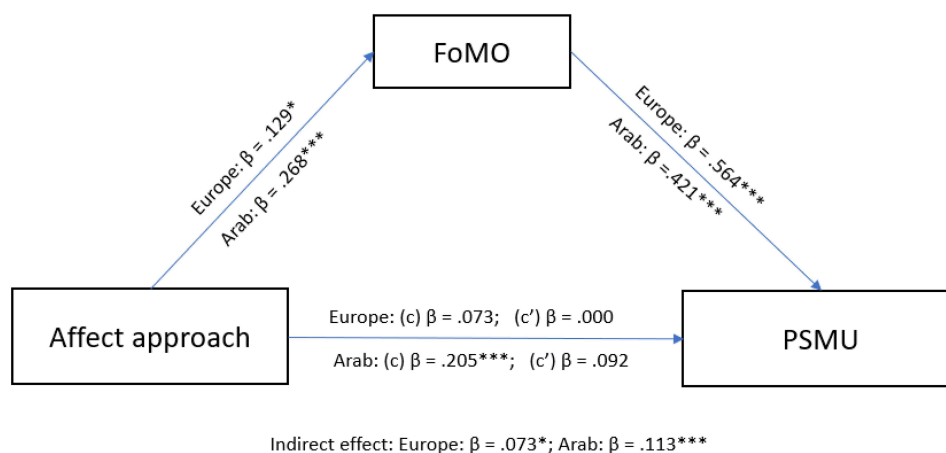 FoMO
Europe: β = .129*
Arab: β = .268***
Europe: β = .564***
Arab: β =.421***
Affect approach
Europe: (c) β = .073;   (c’) β = .000
Arab: (c) β = .205***;   (c’) β = .092
PSMU
Indirect effect: Europe: β = .073*; Arab: β = .113***